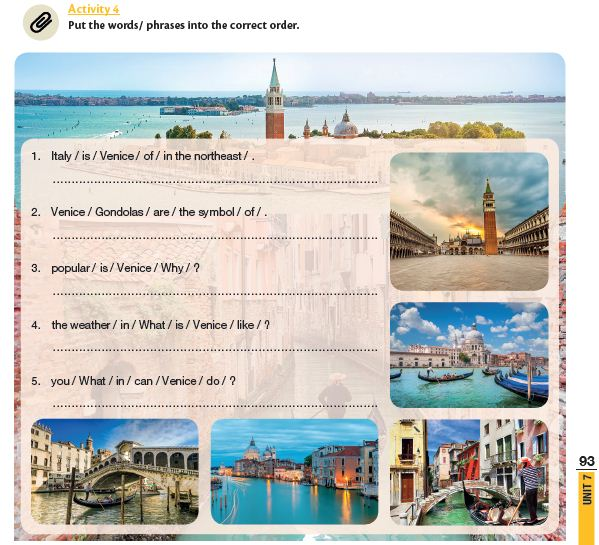 Activity 4
Put the words/ phrases into the correct order.
1. Italy / is / Venice / of / in the northeast / .
2. Venice / Gondolas / are / the symbol / of / .
3. popular / is / Venice / Why / ?
4. the weather / in / What / is / Venice / like / ?
5. you / What / in / can / Venice / do / ?
93
UNIT 7